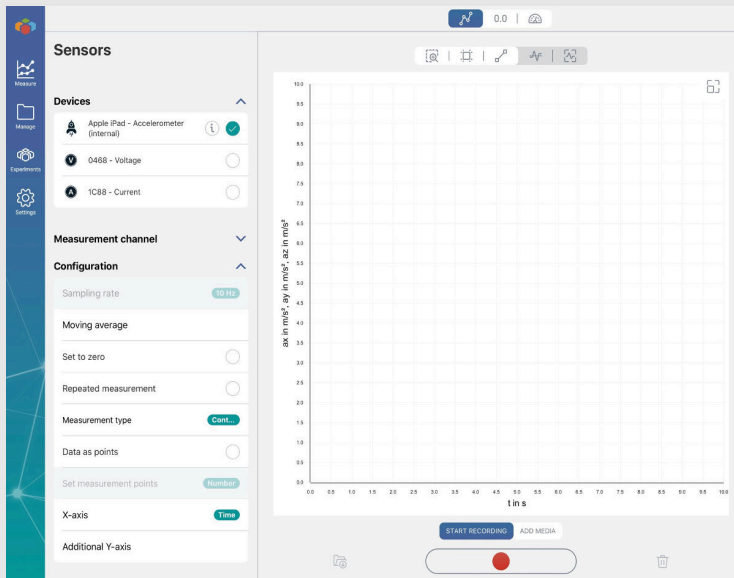 0.0
Sensors
Measure
Manage
Experiments
Settings
Devices
Apple iPad - Accelerometer
(internal)
i
V
0468 - Voltage
A
1C88 - Current
Measurement channel
Configuration
Sampling rate
10 Hz
Moving average
Set to zero
Repeated measurement
Measurement type
Cont...
Data as points
Set measurement points
Number
X-axis
Time
Additional Y-axis
ax in m/s², ay in m/s², az in m/s²
10.0
9.5
9.0
8.5
8.0
7.5
7.0
6.5
6.0
5.5
5.0
4.5
4.0
3.5
3.0
2.5
2.0
1.5
1.0
0.5
0.0
0.0 0.5 1.0 1.5 2.0 2.5 3.0 3.5 4.0 4.5 5.0 5.5 6.0 6.5 7.0 7.5 8.0 8.5 9.0 9.5 10.0
t in s
START RECORDING
ADD MEDIA